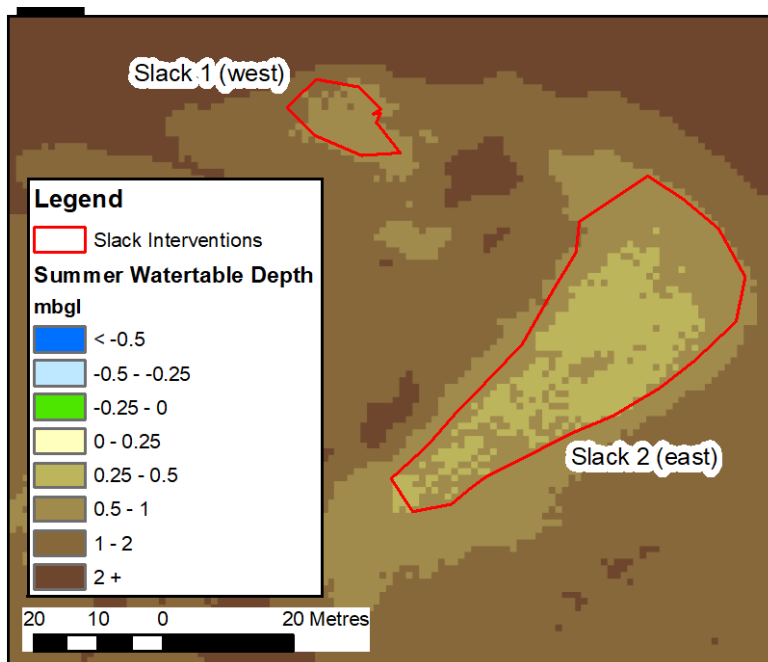 Slack 1 (west)
Legend
Slack Interventions
Summer Watertable Depth
mbgl
< -0.5
-0.5 - -0.25
-0.25 - 0
0 - 0.25
0.25 - 0.5
0.5 - 1
1 - 2
2 +
Slack 2 (east)
20 10 0 20 Metres